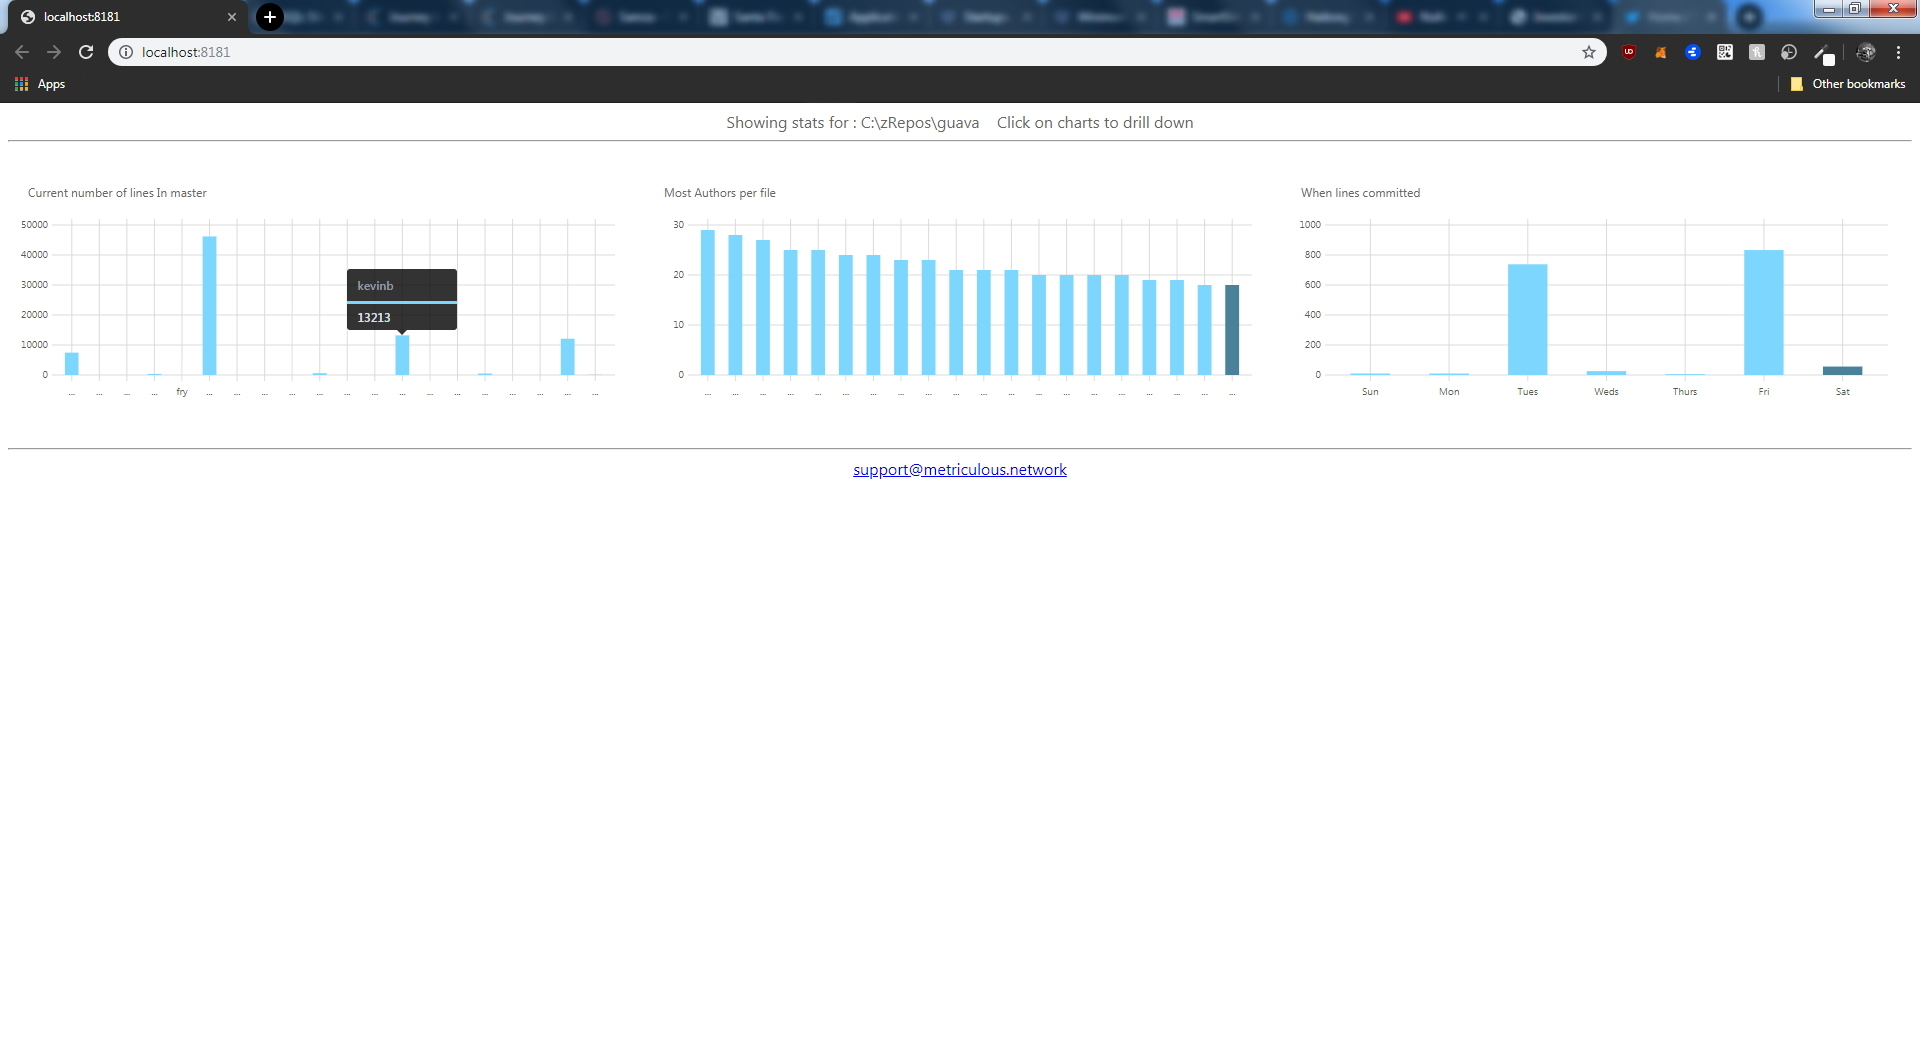 localhost:8181
localhost:8181
Apps
Other bookmarks
Showing stats for : C:\zRepos\guava Click on charts to drill down
Current number of lines In master
50000
40000
30000
20000
10000
0
kevinb
13213
... ... ... ... fry ... ... ... ... ... ... ... ... ... ... ... ... ... ... ...
Most Authors per file
30
20
10
0
... ... ... ... ... ... ... ... ... ... ... ... ... ... ... ... ... ... ... ...
When lines committed
1000
800
600
400
200
0
Sun Mon Tues Weds Thurs Fri Sat
support@metriculous.network